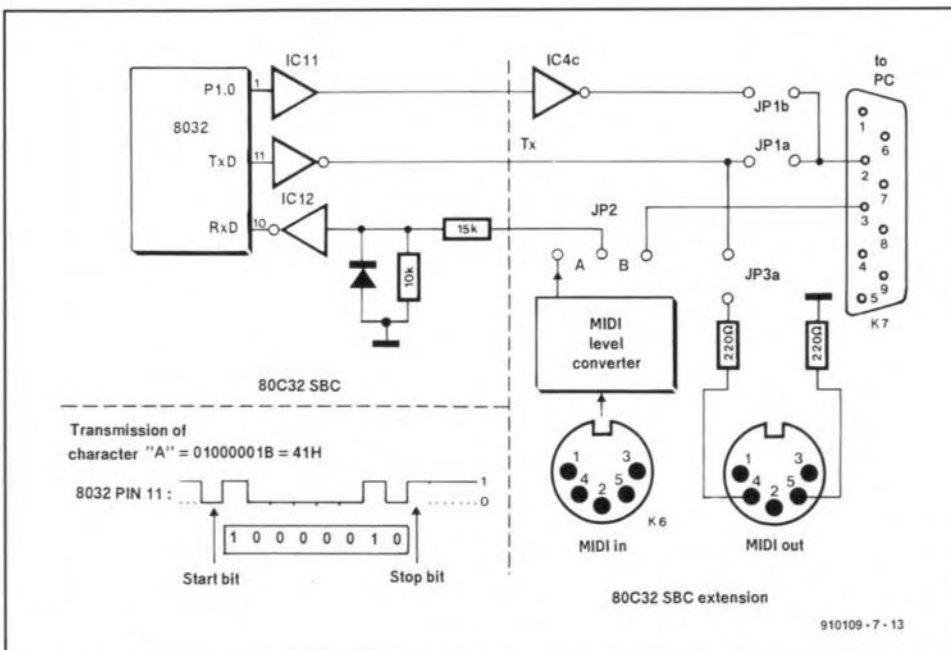 IC11
IC4c
to
PC
P1.0
1
8032
JP1b
1
6
TxD
11
Tx
JP1a
2
IC12
7
RxD
10
15k
JP2
3
8
A
B
4
10k
JP3a
9
5
MIDI
level
converter
220Ω
220Ω
K7
80C32 SBC
Transmission of
character "A" = 01000001B = 41H
8032 PIN 11 :
1
0
1 0 0 0 0 0 1 0
Start bit
Stop bit
1
3
4
5
2
K6
MIDI in
1
3
4
5
2
MIDI out
80C32 SBC extension
910109 - 7 - 13